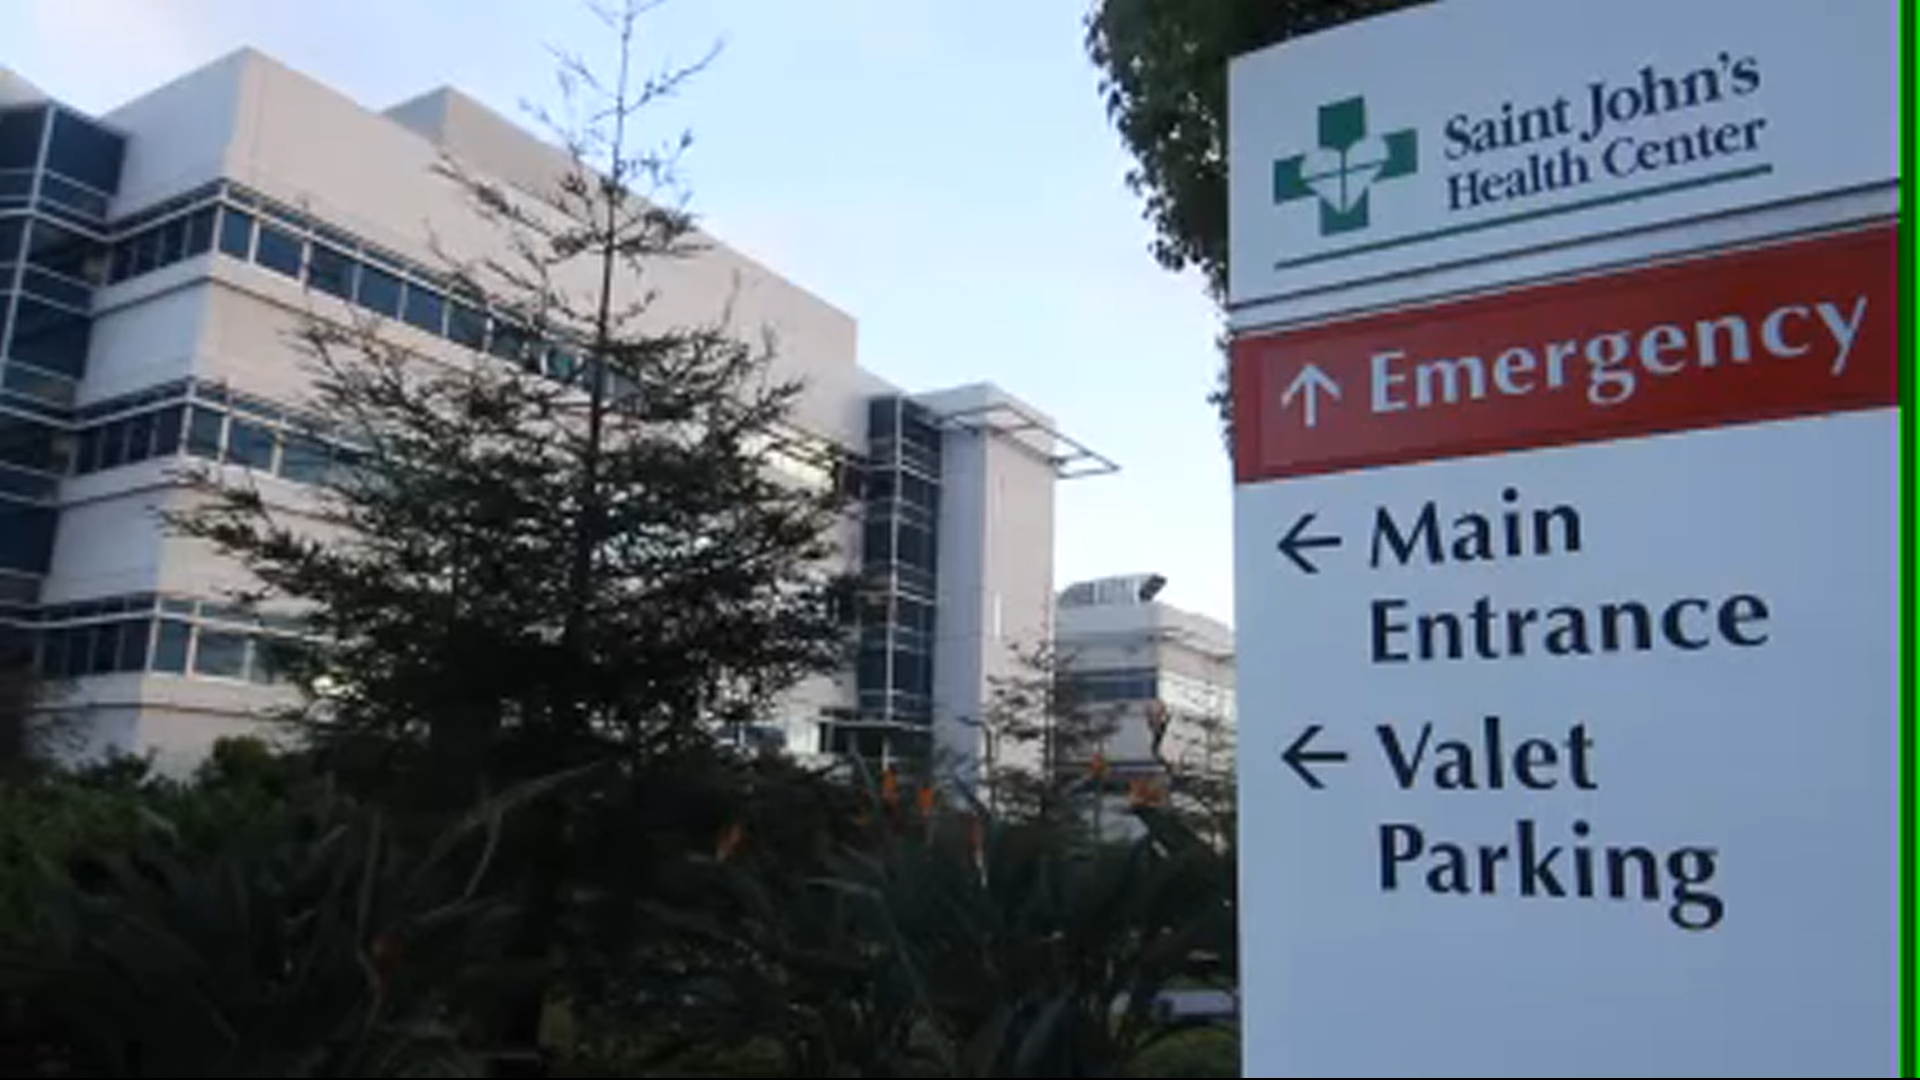 Saint John's
Health Center
↑ Emergency
← Main
Entrance
← Valet
Parking